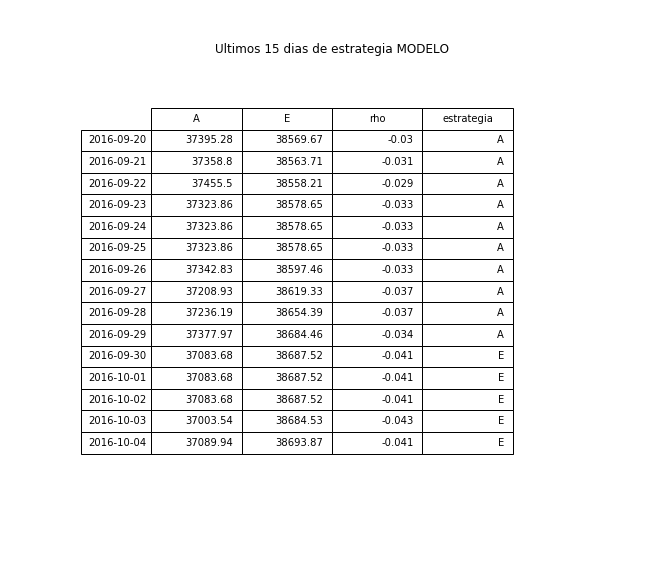 Ultimos 15 dias de estrategia MODELO
A E rho estrategia
2016-09-20 37395.28 38569.67 -0.03 A
2016-09-21 37358.8 38563.71 -0.031 A
2016-09-22 37455.5 38558.21 -0.029 A
2016-09-23 37323.86 38578.65 -0.033 A
2016-09-24 37323.86 38578.65 -0.033 A
2016-09-25 37323.86 38578.65 -0.033 A
2016-09-26 37342.83 38597.46 -0.033 A
2016-09-27 37208.93 38619.33 -0.037 A
2016-09-28 37236.19 38654.39 -0.037 A
2016-09-29 37377.97 38684.46 -0.034 A
2016-09-30 37083.68 38687.52 -0.041 E
2016-10-01 37083.68 38687.52 -0.041 E
2016-10-02 37083.68 38687.52 -0.041 E
2016-10-03 37003.54 38684.53 -0.043 E
2016-10-04 37089.94 38693.87 -0.041 E